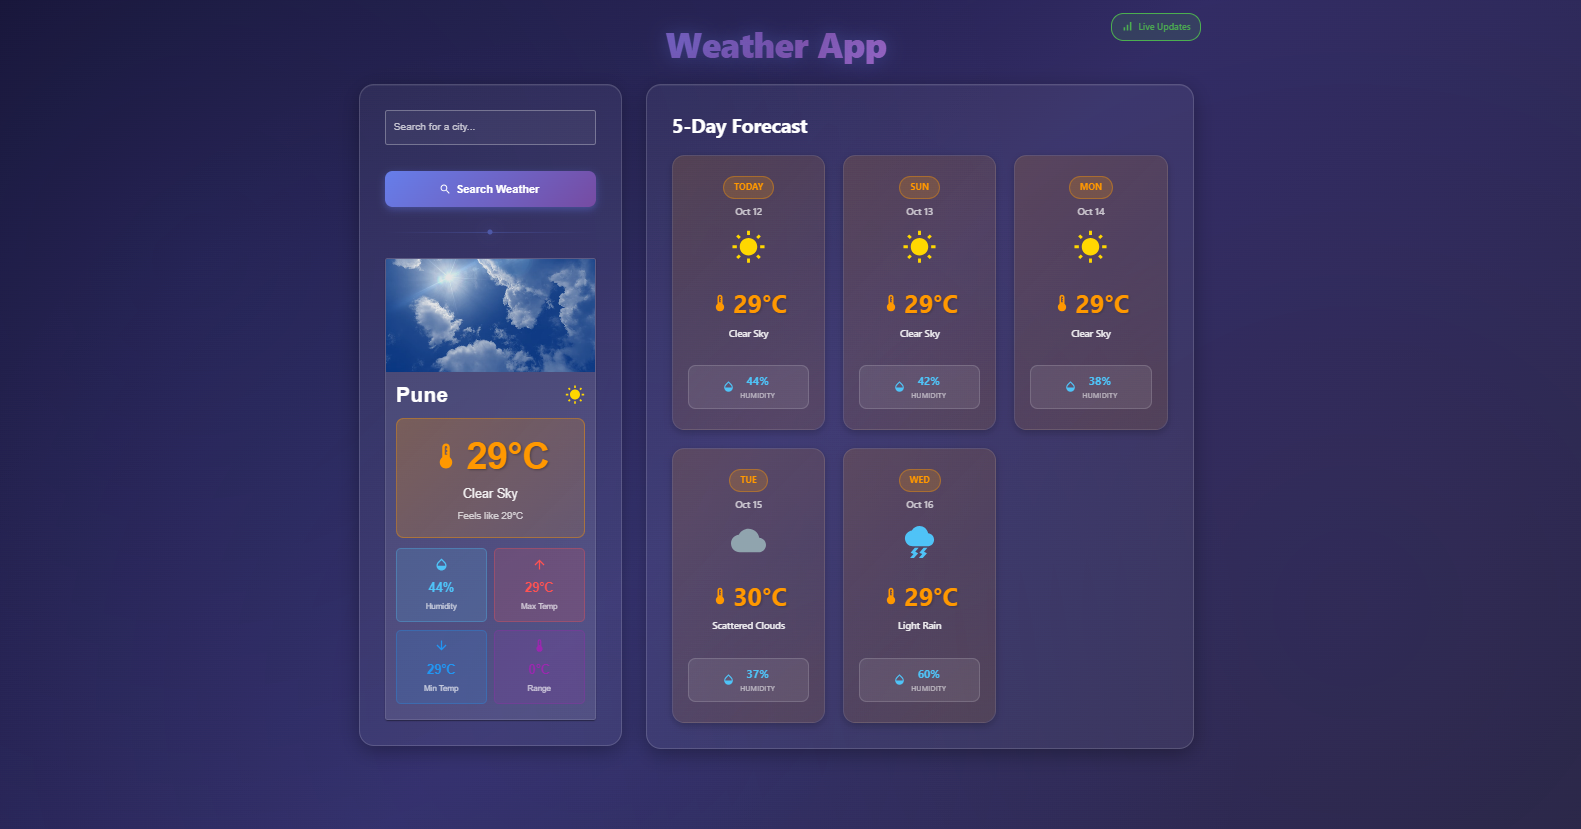 Weather App
Live Updates
Search for a city...
Search Weather
Pune
29°C
Clear Sky
Feels like 29°C
44%
Humidity
29°C
Max Temp
29°C
Min Temp
Range
5-Day Forecast
TODAY
Oct 12
29°C
Clear Sky
44%
HUMIDITY
SUN
Oct 13
29°C
Clear Sky
42%
HUMIDITY
MON
Oct 14
29°C
Clear Sky
38%
HUMIDITY
TUE
Oct 15
30°C
Scattered Clouds
37%
HUMIDITY
WED
Oct 16
29°C
Light Rain
60%
HUMIDITY